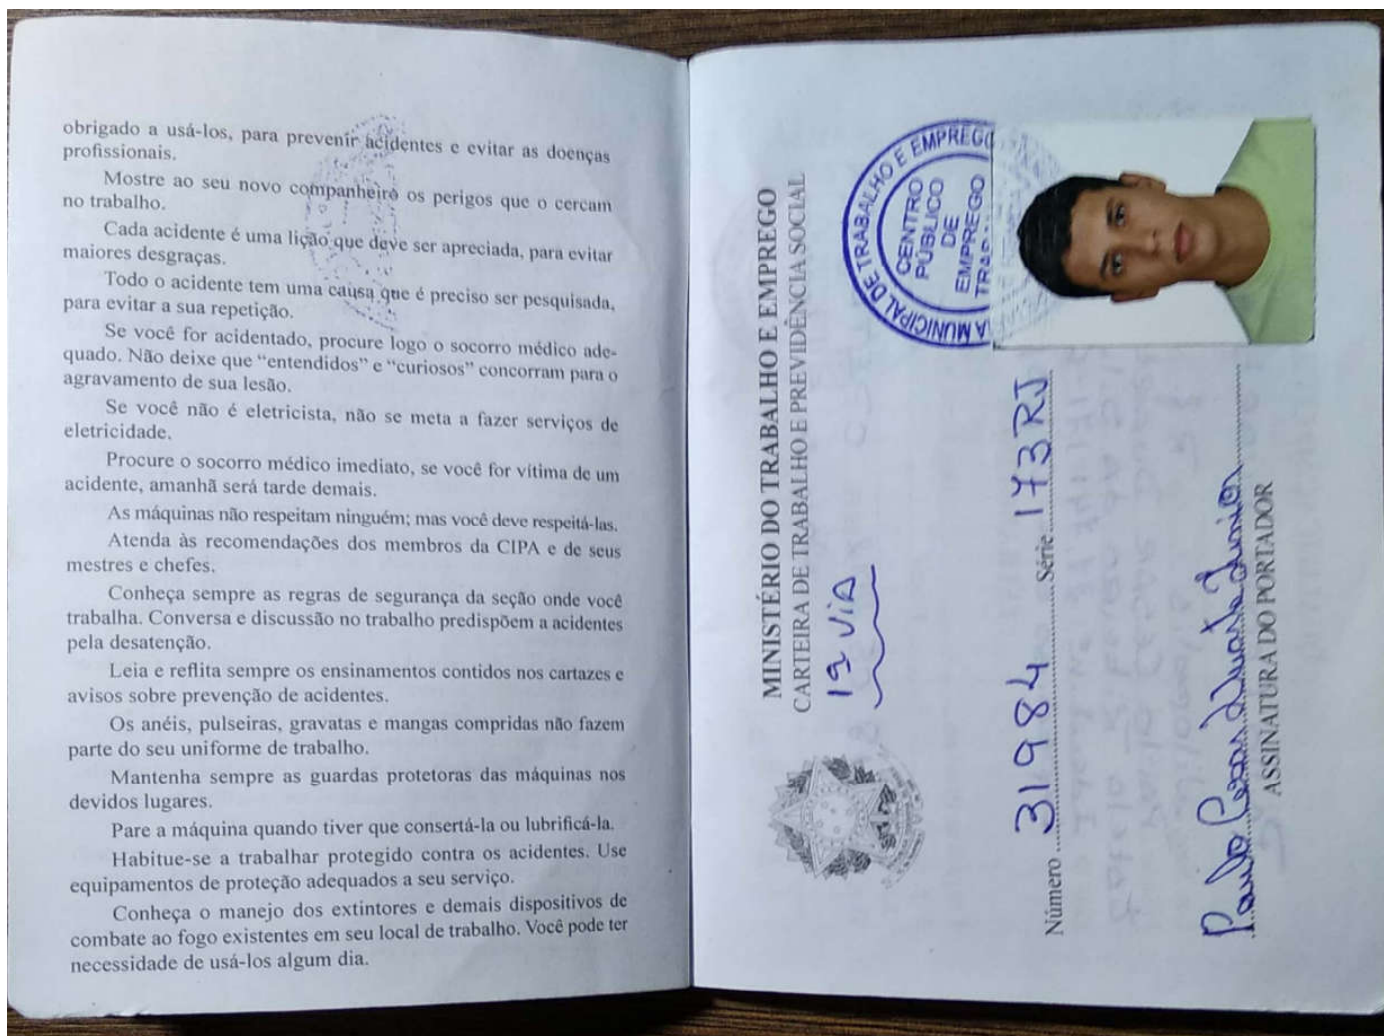 obrigado a usá-los, para prevenir acidentes e evitar as doenças
profissionais.
Mostre ao seu novo companheiro os perigos que o cercam
no trabalho.
Cada acidente é uma lição que deve ser apreciada, para evitar
maiores desgraças.
Todo o acidente tem uma causa que é preciso ser pesquisada,
para evitar a sua repetição.
Se você for acidentado, procure logo o socorro médico ade-
quado. Não deixe que “entendidos” e “curiosos” concorram para o
agravamento de sua lesão.
Se você não é eletricista, não se meta a fazer serviços de
eletricidade.
Procure o socorro médico imediato, se você for vítima de um
acidente, amanhã será tarde demais.
As máquinas não respeitam ninguém; mas você deve respeitá-las.
Atenda às recomendações dos membros da CIPA e de seus
mestres e chefes.
Conheça sempre as regras de segurança da seção onde você
trabalha. Conversa e discussão no trabalho predispõem a acidentes
pela desatenção.
Leia e reflita sempre os ensinamentos contidos nos cartazes e
avisos sobre prevenção de acidentes.
Os anéis, pulseiras, gravatas e mangas compridas não fazem
parte do seu uniforme de trabalho.
Mantenha sempre as guardas protetoras das máquinas nos
devidos lugares.
Pare a máquina quando tiver que consertá-la ou lubrificá-la.
Habitue-se a trabalhar protegido contra os acidentes. Use
equipamentos de proteção adequados a seu serviço.
Conheça o manejo dos extintores e demais dispositivos de
combate ao fogo existentes em seu local de trabalho. Você pode ter
necessidade de usá-los algum dia.
MINISTÉRIO DO TRABALHO E EMPREGO
CARTEIRA DE TRABALHO E PREVIDÊNCIA SOCIAL
1ª VIA
A MUNICIPAL DE TRABALHO E EMPREGO
CENTRO
PÚBLICO
DE
EMPREGO
Número 31984 Série 173RJ
Paulo Cesar Duarte Junior
ASSINATURA DO PORTADOR